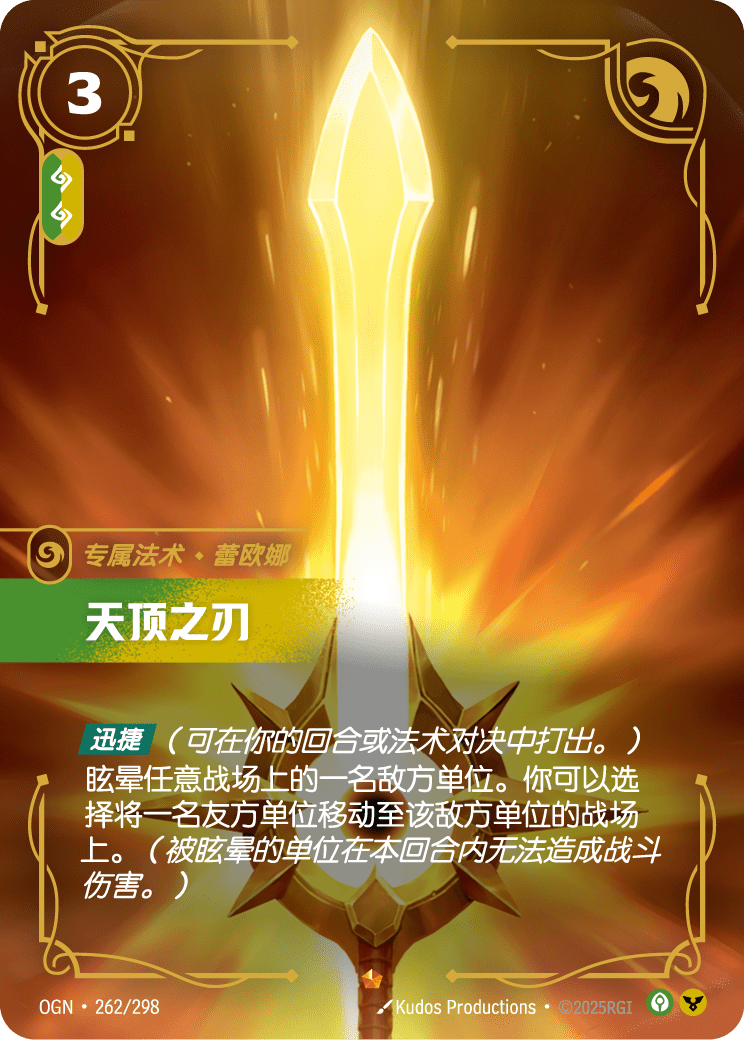 3
专属法术 · 蕾欧娜
天顶之刃
迅捷（可在你的回合或法术对决中打出。）
眩晕任意战场上的一名敌方单位。你可以选
择将一名友方单位移动至该敌方单位的战场
上。（被眩晕的单位在本回合内无法造成战斗
伤害。）
OGN • 262/298
Kudos Productions • ©2025RGI